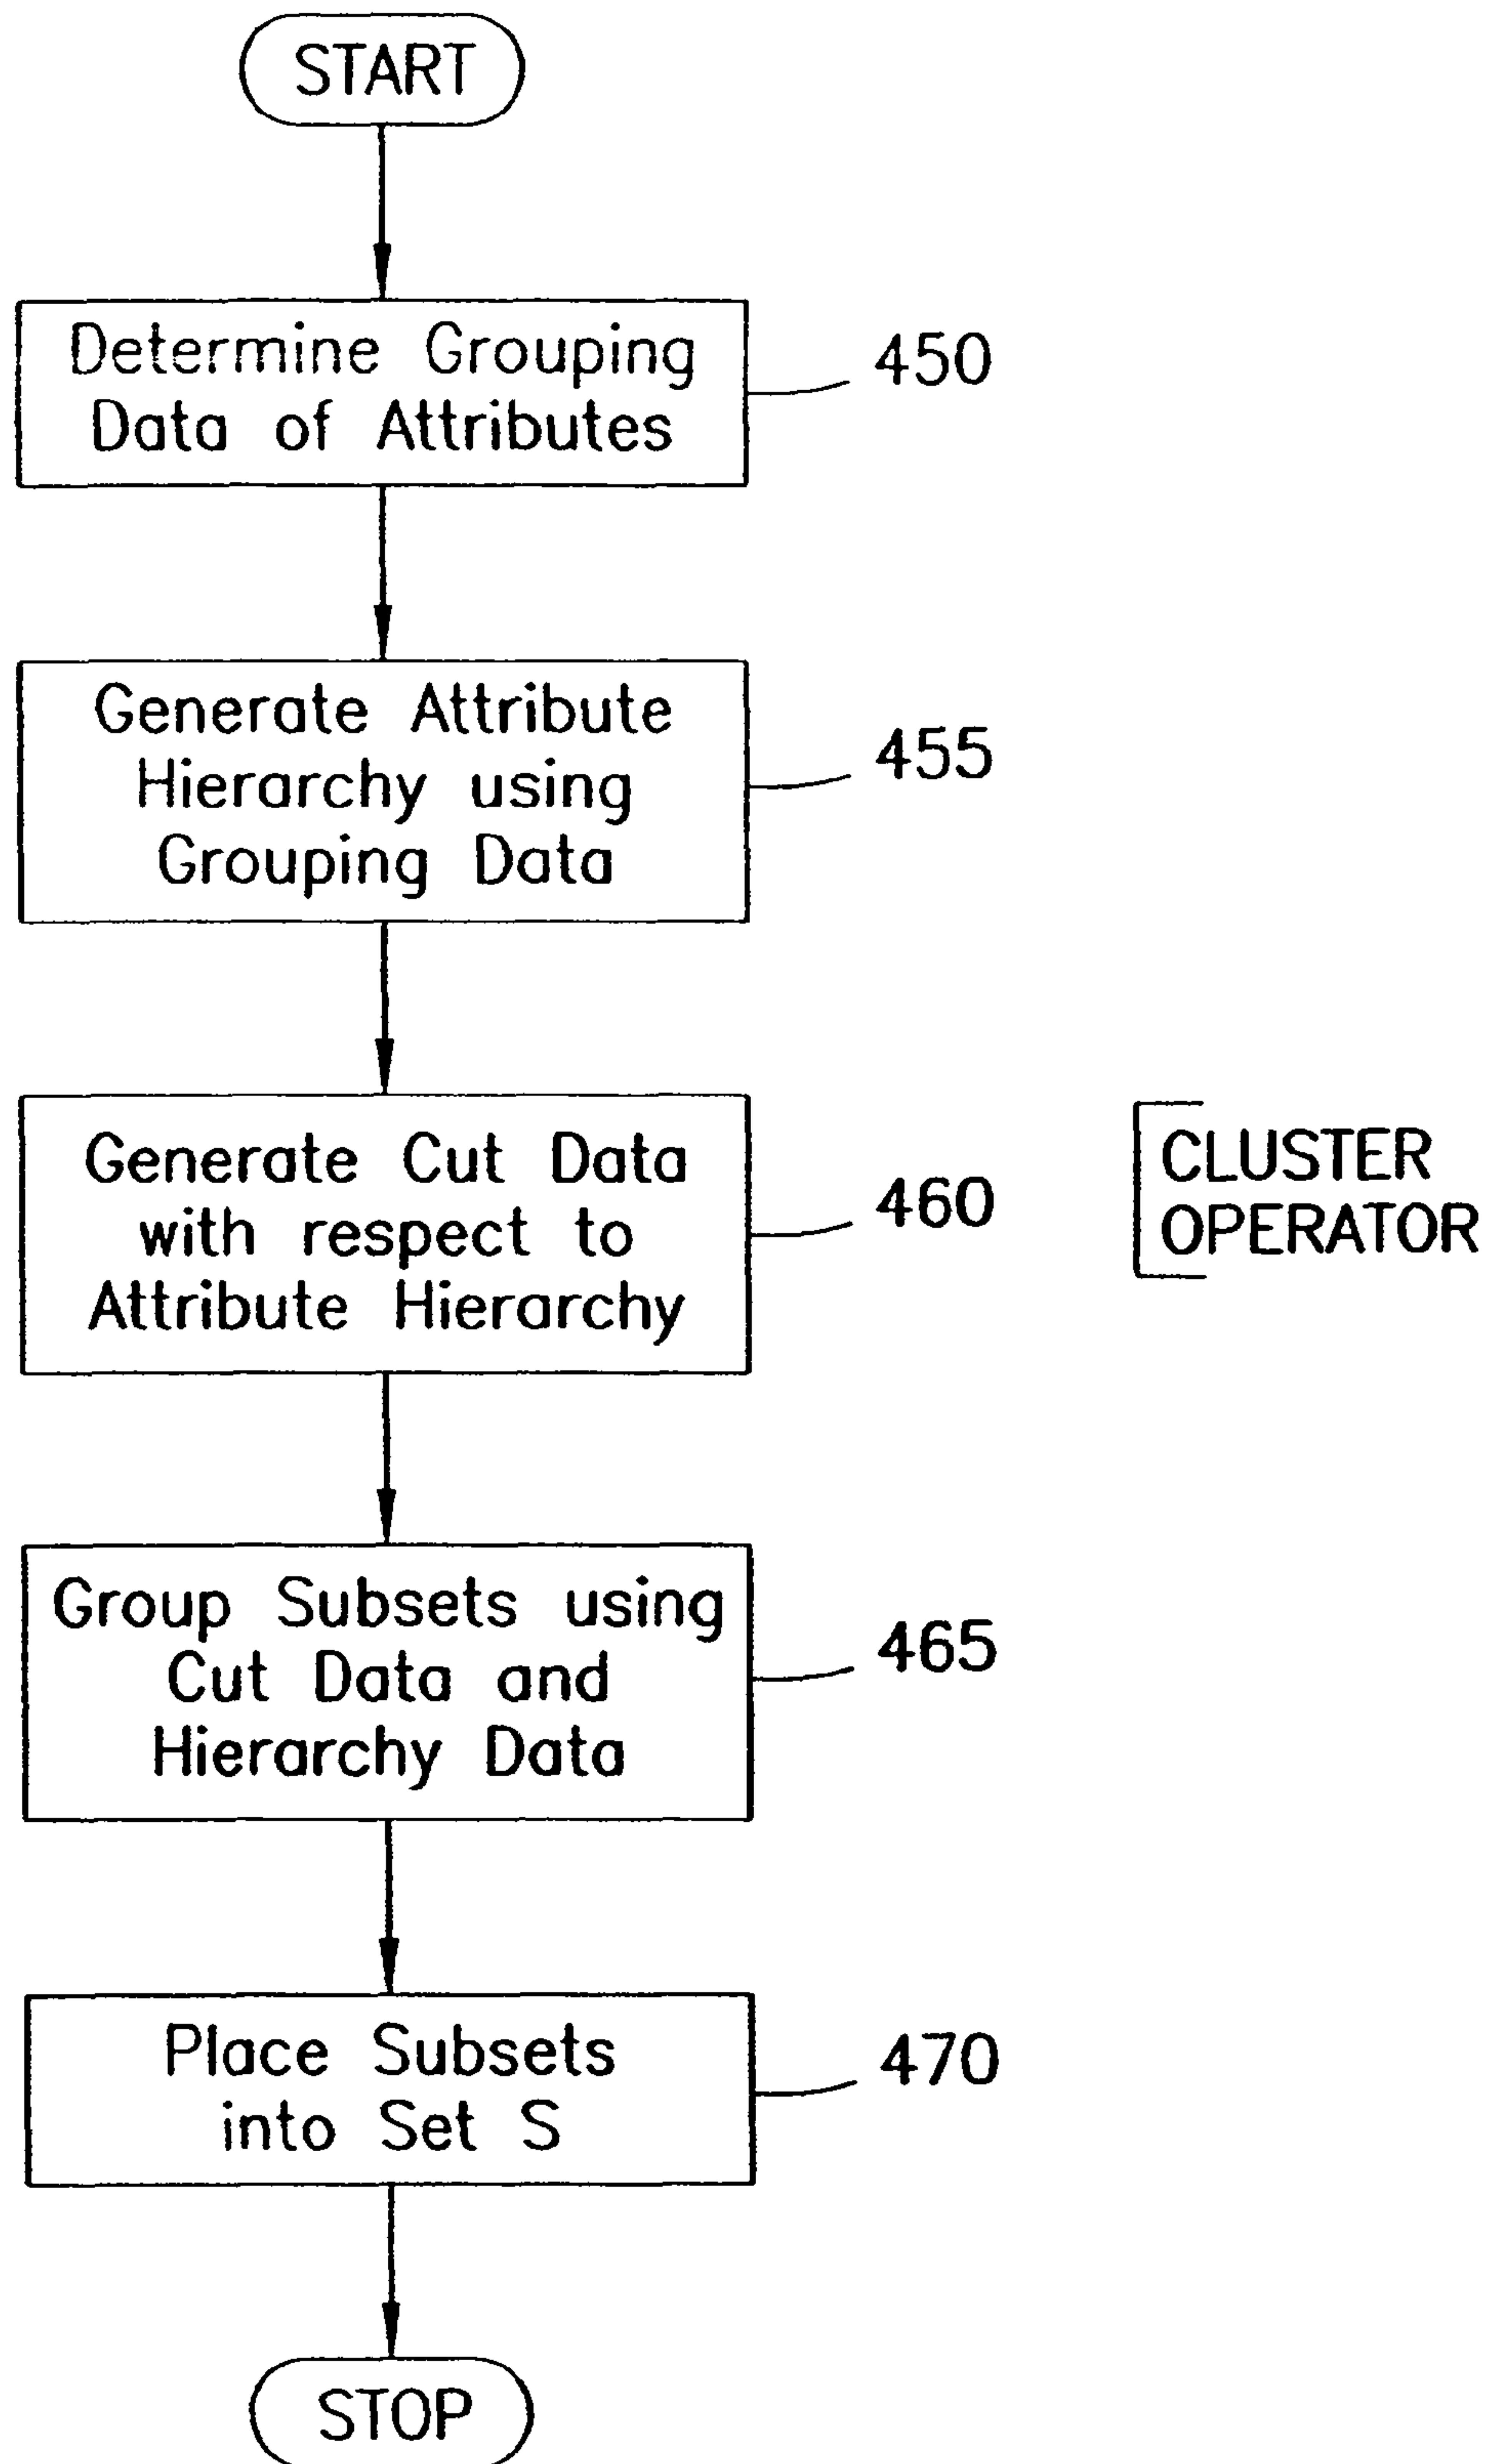 START
Determine Grouping
Data of Attributes
450
Generate Attribute
Hierarchy using
Grouping Data
455
Generate Cut Data
with respect to
Attribute Hierarchy
460
CLUSTER
OPERATOR
Group Subsets using
Cut Data and
Hierarchy Data
465
Place Subsets
into Set S
470
STOP